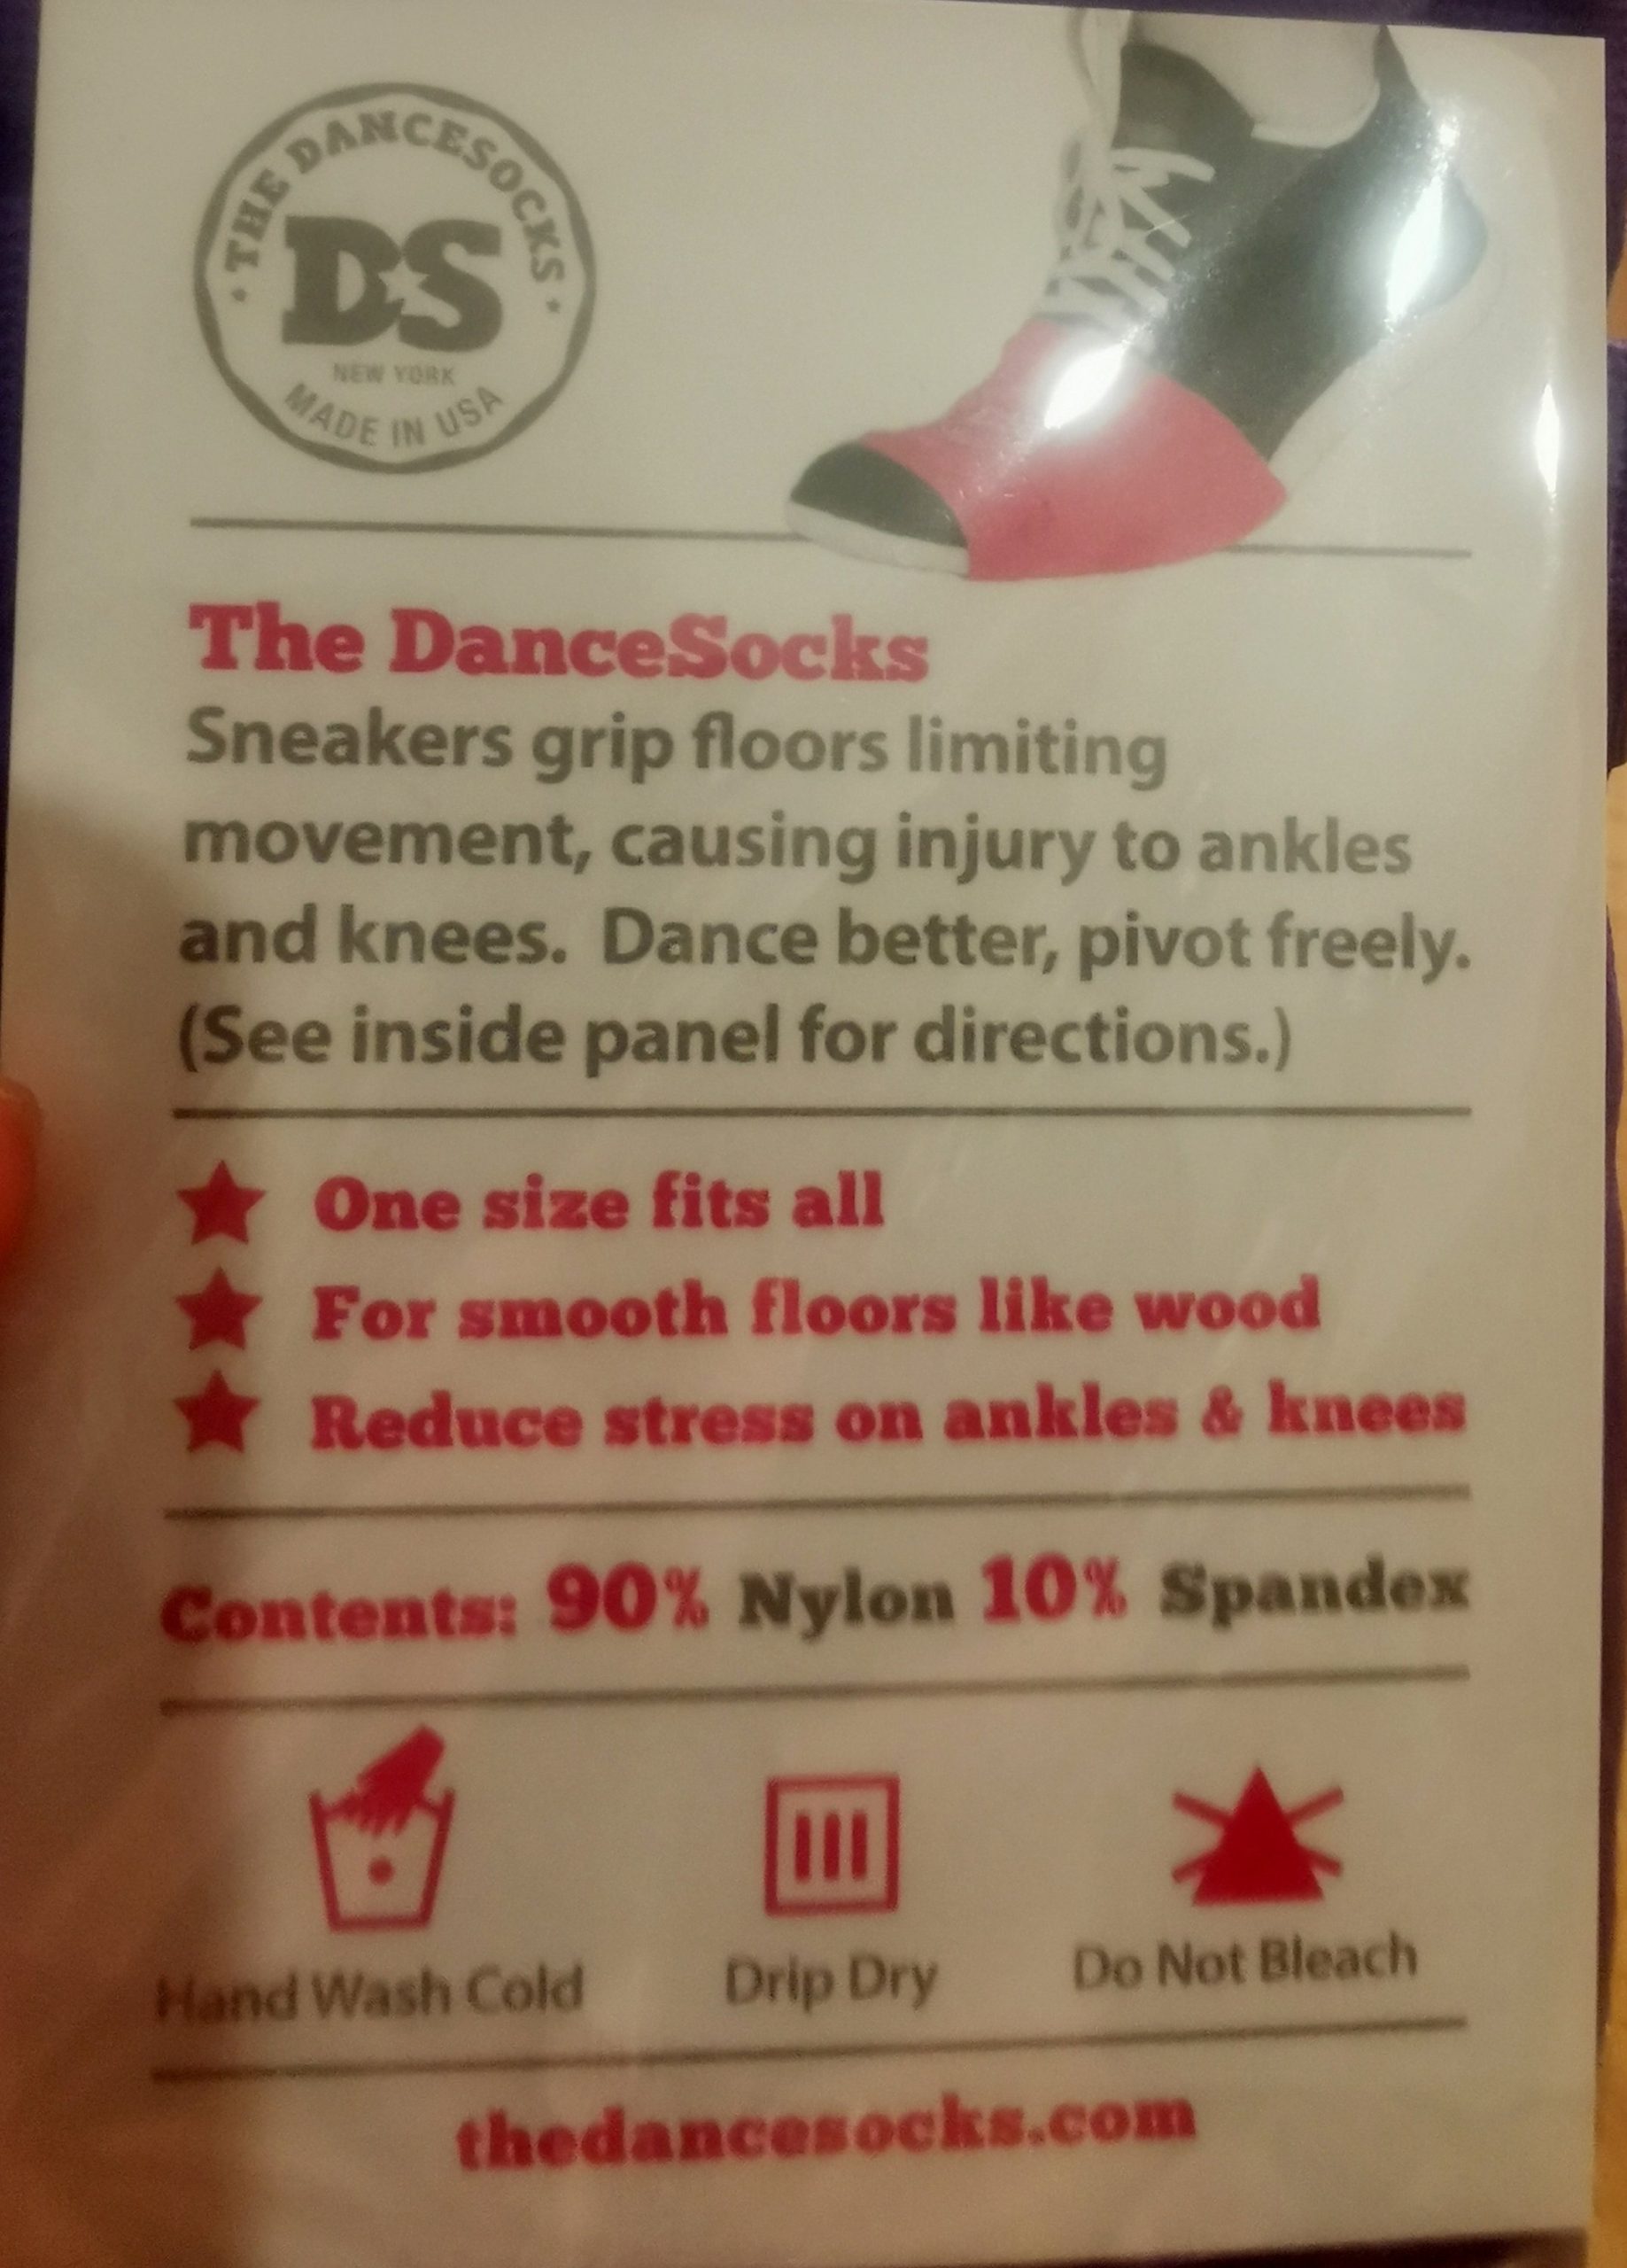 · THE DANCESOCKS ·
DS
NEW YORK
MADE IN USA
The DanceSocks
Sneakers grip floors limiting
movement, causing injury to ankles
and knees. Dance better, pivot freely.
(See inside panel for directions.)
One size fits all
For smooth floors like wood
Reduce stress on ankles & knees
Contents: 90% Nylon 10% Spandex
Hand Wash Cold
Drip Dry
Do Not Bleach
thedancesocks.com